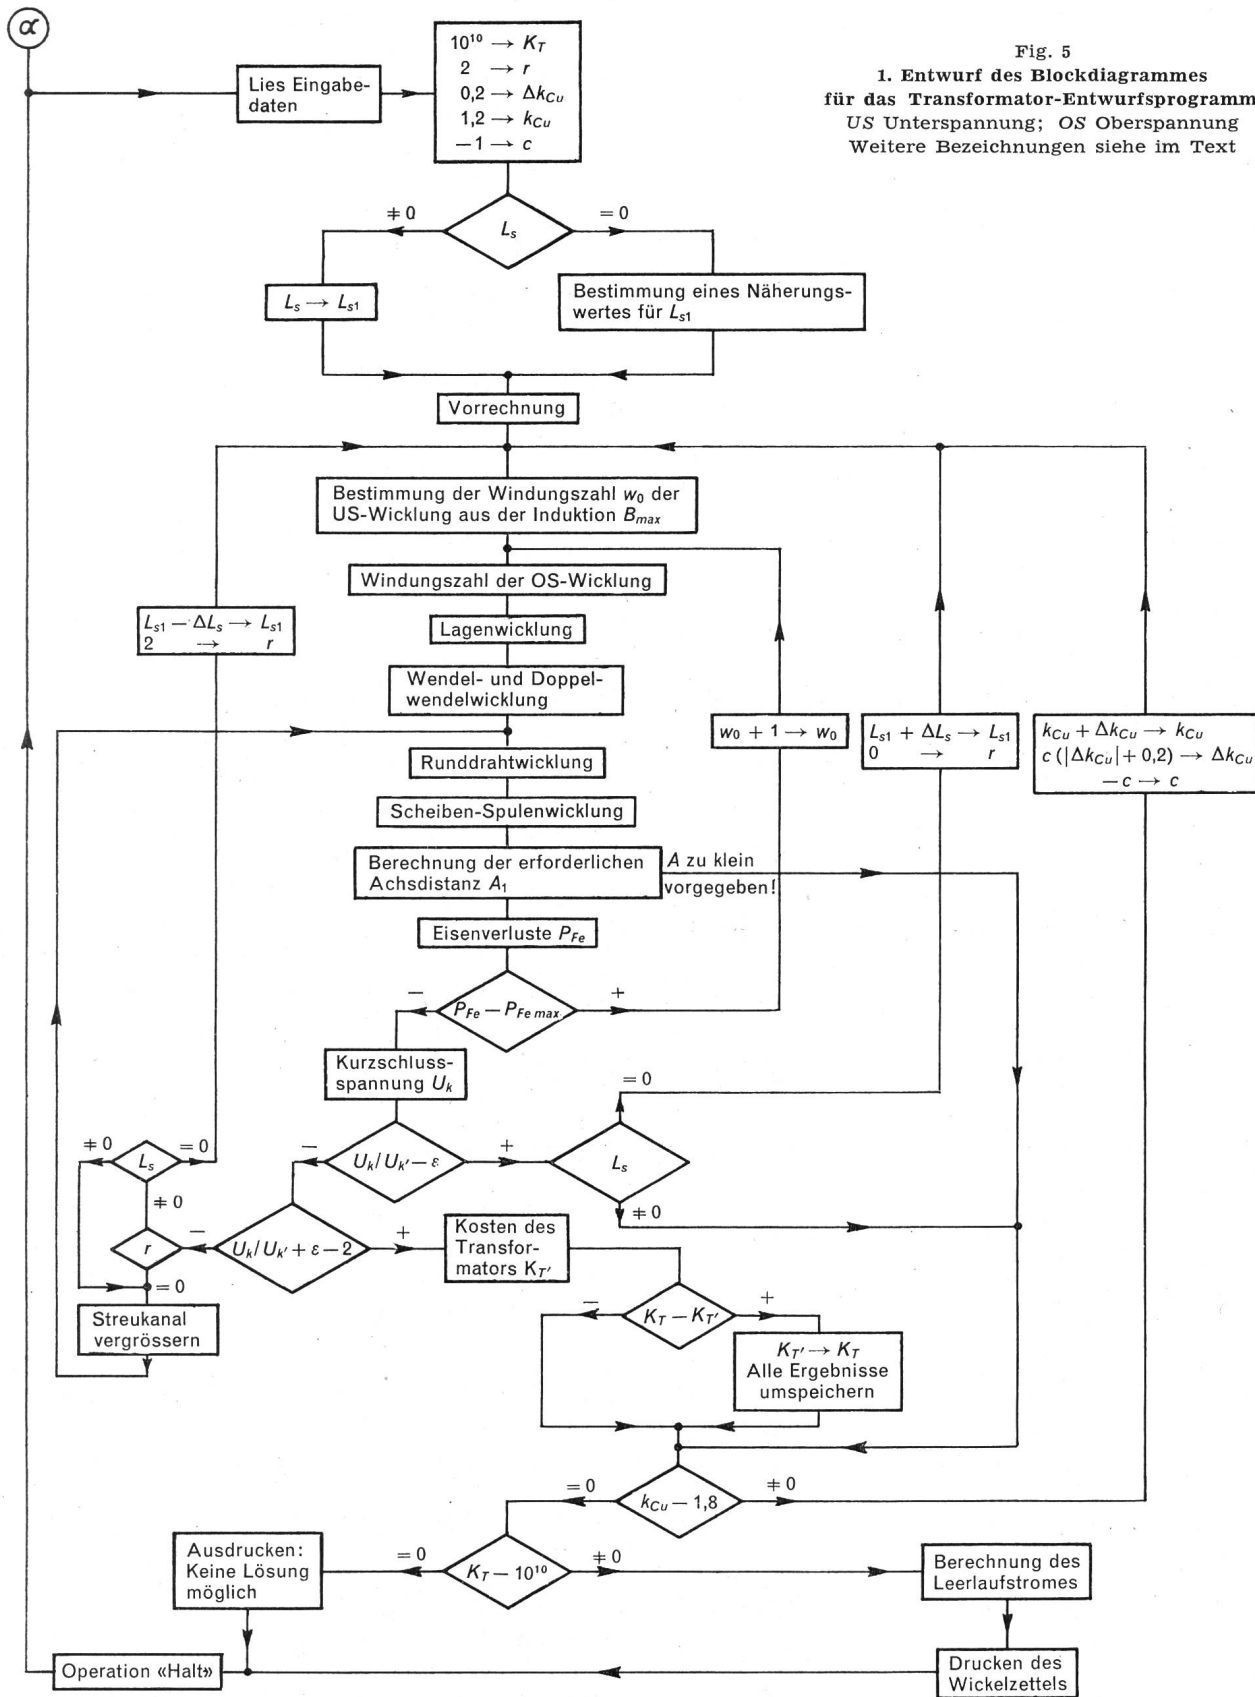 α
Fig. 5
1. Entwurf des Blockdiagrammes
für das Transformator-Entwurfsprogramm
US Unterspannung; OS Oberspannung
Weitere Bezeichnungen siehe im Text
Lies Eingabe-
daten
10¹⁰ → K_T
2 → r
0,2 → Δk_Cu
1,2 → k_Cu
−1 → c
≠ 0
L_s
= 0
L_s → L_s1
Bestimmung eines Näherungs-
wertes für L_s1
Vorrechnung
Bestimmung der Windungszahl w₀ der
US-Wicklung aus der Induktion B_max
Windungszahl der OS-Wicklung
L_s1 − ΔL_s → L_s1
2 → r
Lagenwicklung
Wendel- und Doppel-
wendelwicklung
w₀ + 1 → w₀
L_s1 + ΔL_s → L_s1
0 → r
k_Cu + Δk_Cu → k_Cu
c (|Δk_Cu| + 0,2) → Δk_Cu
−c → c
Runddrahtwicklung
Scheiben-Spulenwicklung
Berechnung der erforderlichen
Achsdistanz A₁
A zu klein
vorgegeben!
Eisenverluste P_Fe
−
P_Fe − P_Fe max
+
Kurzschluss-
spannung U_k
= 0
≠ 0
L_s
= 0
−
U_k/U_k' − ε
+
L_s
≠ 0
≠ 0
r
−
U_k/U_k' + ε − 2
+
Kosten des
Transfor-
mators K_T'
= 0
Streukanal
vergrössern
−
K_T − K_T'
+
K_T' → K_T
Alle Ergebnisse
umspeichern
= 0
k_Cu − 1,8
≠ 0
Ausdrucken:
Keine Lösung
möglich
= 0
K_T − 10¹⁰
≠ 0
Berechnung des
Leerlaufstromes
Operation «Halt»
Drucken des
Wickelzettels